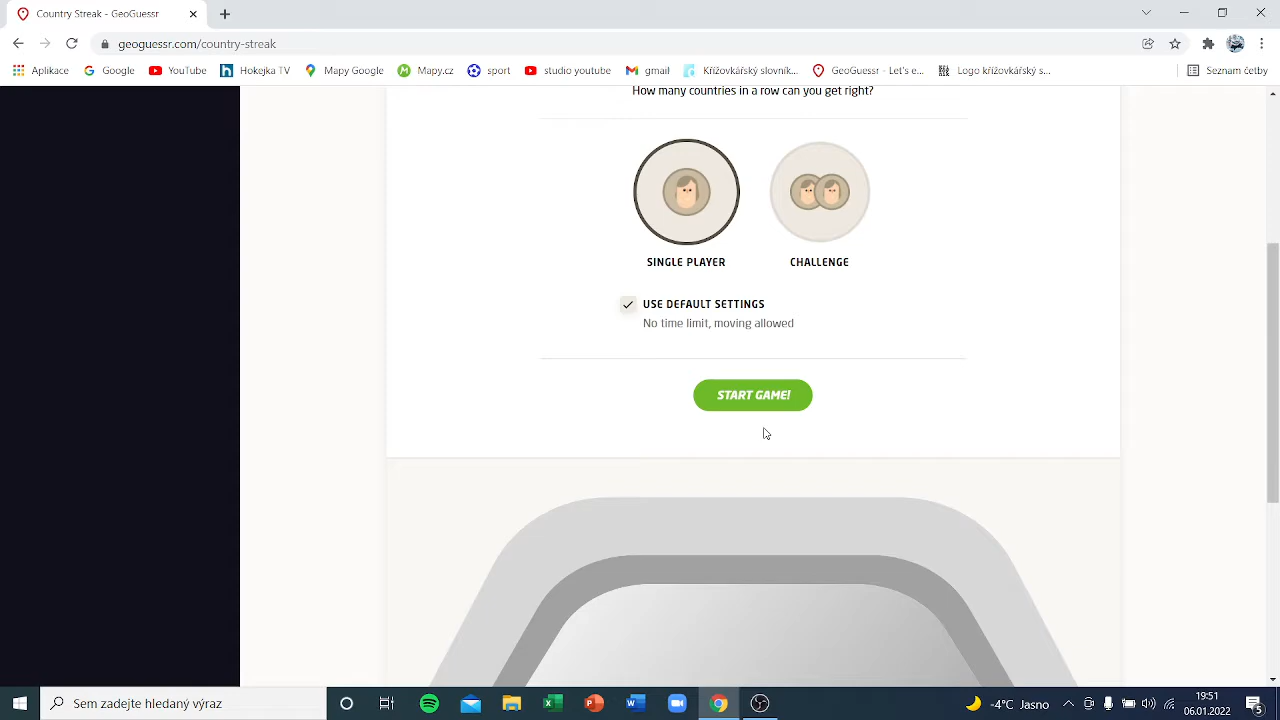 Country Streak - GeoGuessr
geoguessr.com/country-streak
Aplikace
Google
YouTube
Hokejka TV
Mapy Google
Mapy.cz
sport
studio youtube
gmail
Křížovkářský slovn...
GeoGuessr - Let's e...
Logo křížovkářský s...
Seznam četby
How many countries in a row can you get right?
SINGLE PLAYER
CHALLENGE
USE DEFAULT SETTINGS
No time limit, moving allowed
START GAME!
Sem zadejte hledaný výraz
-4°C Jasno
19:51
06.01.2022